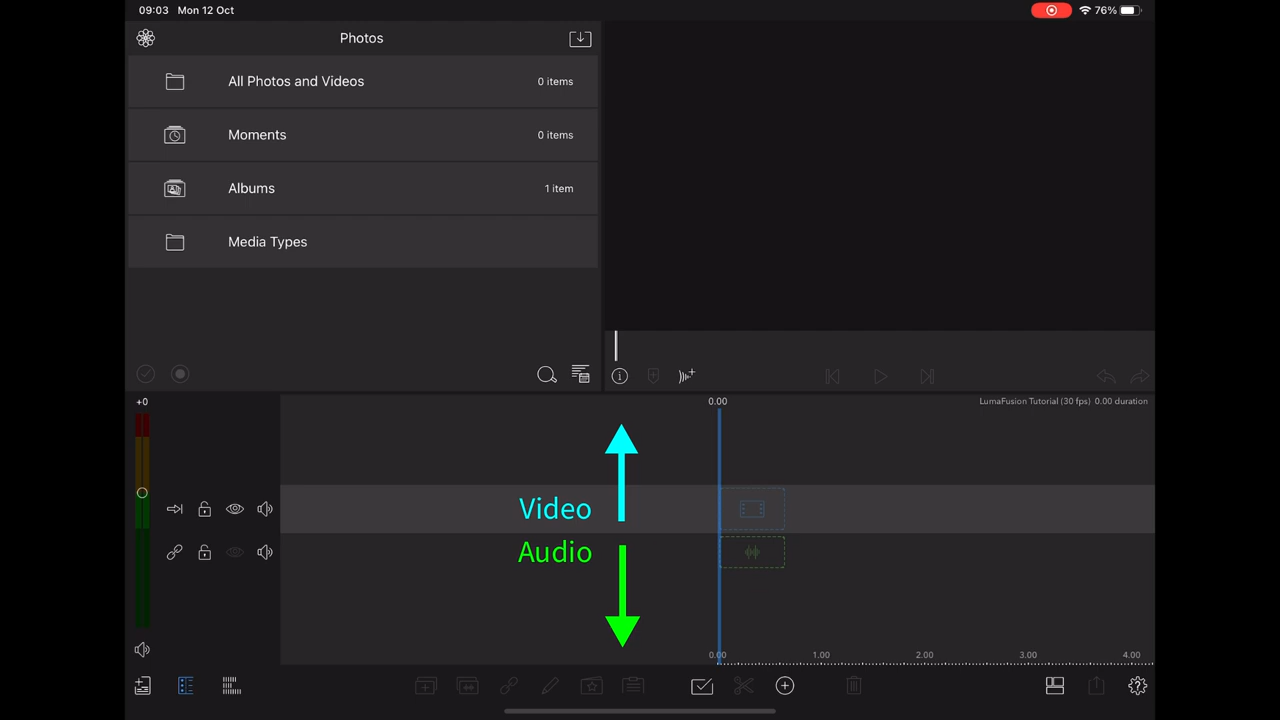 09:03 Mon 12 Oct
76%
Photos
All Photos and Videos 0 items
Moments 0 items
Albums 1 item
Media Types
+0
0.00
LumaFusion Tutorial (30 fps) 0.00 duration
Video
Audio
0.00 1.00 2.00 3.00 4.00